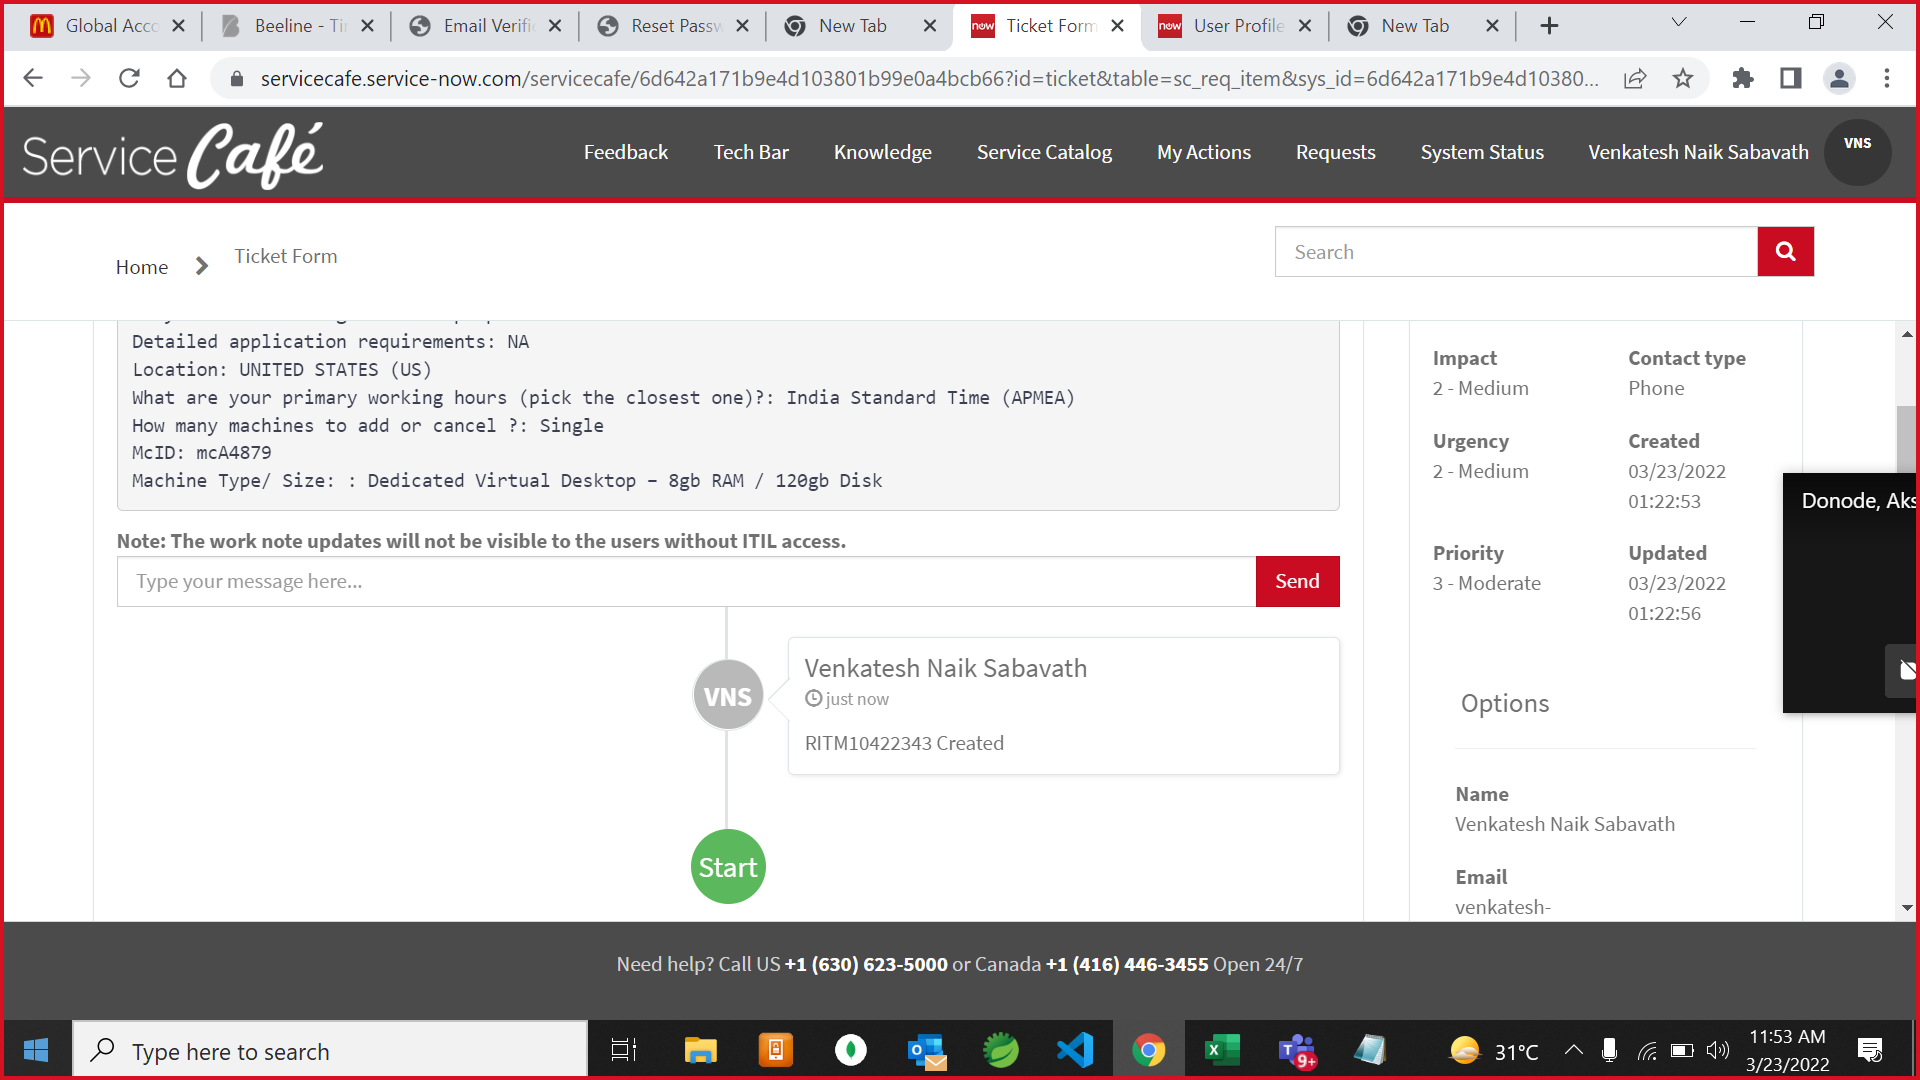 Global Acco
Beeline - Ti
Email Verifi
Reset Passw
New Tab
Ticket Form
User Profile
New Tab
servicecafe.service-now.com/servicecafe/6d642a171b9e4d103801b99e0a4bcb66?id=ticket&table=sc_req_item&sys_id=6d642a171b9e4d10380...
Service Café
Feedback
Tech Bar
Knowledge
Service Catalog
My Actions
Requests
System Status
Venkatesh Naik Sabavath
VNS
Home
Ticket Form
Search
Detailed application requirements: NA
Location: UNITED STATES (US)
What are your primary working hours (pick the closest one)?: India Standard Time (APMEA)
How many machines to add or cancel ?: Single
McID: mcA4879
Machine Type/ Size: : Dedicated Virtual Desktop – 8gb RAM / 120gb Disk
Note: The work note updates will not be visible to the users without ITIL access.
Type your message here...
Send
VNS
Venkatesh Naik Sabavath
just now
RITM10422343 Created
Start
Impact
2 - Medium
Contact type
Phone
Urgency
2 - Medium
Created
03/23/2022
01:22:53
Priority
3 - Moderate
Updated
03/23/2022
01:22:56
Donode, Aks
Options
Name
Venkatesh Naik Sabavath
Email
venkatesh-
Need help? Call US +1 (630) 623-5000 or Canada +1 (416) 446-3455 Open 24/7
Type here to search
9+
31°C
11:53 AM
3/23/2022